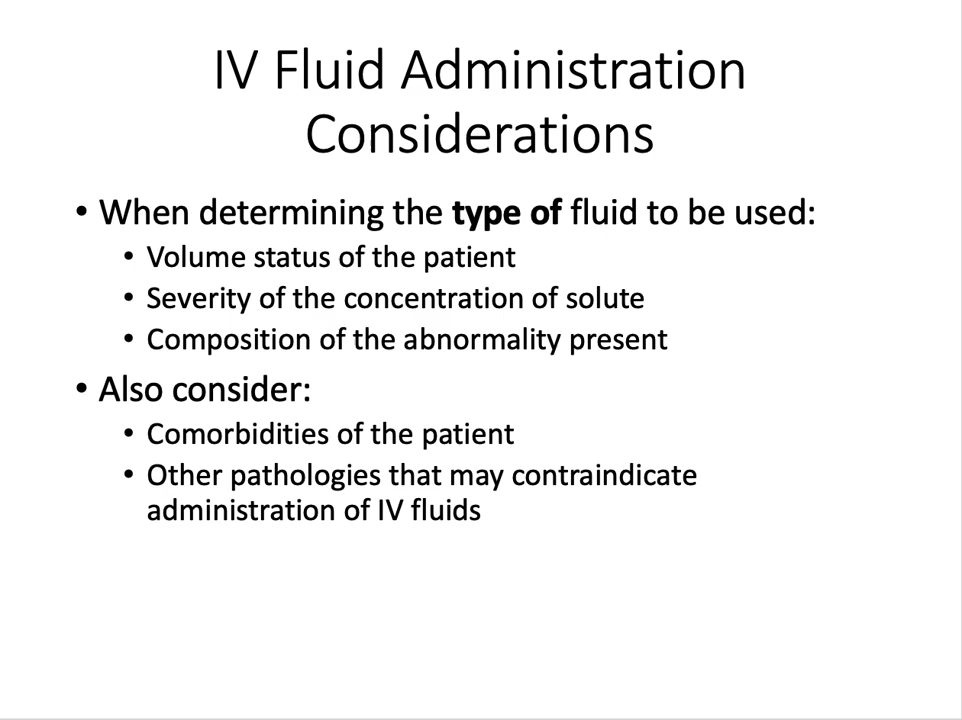 IV Fluid Administration
Considerations
• When determining the type of fluid to be used:
• Volume status of the patient
• Severity of the concentration of solute
• Composition of the abnormality present
• Also consider:
• Comorbidities of the patient
• Other pathologies that may contraindicate
administration of IV fluids